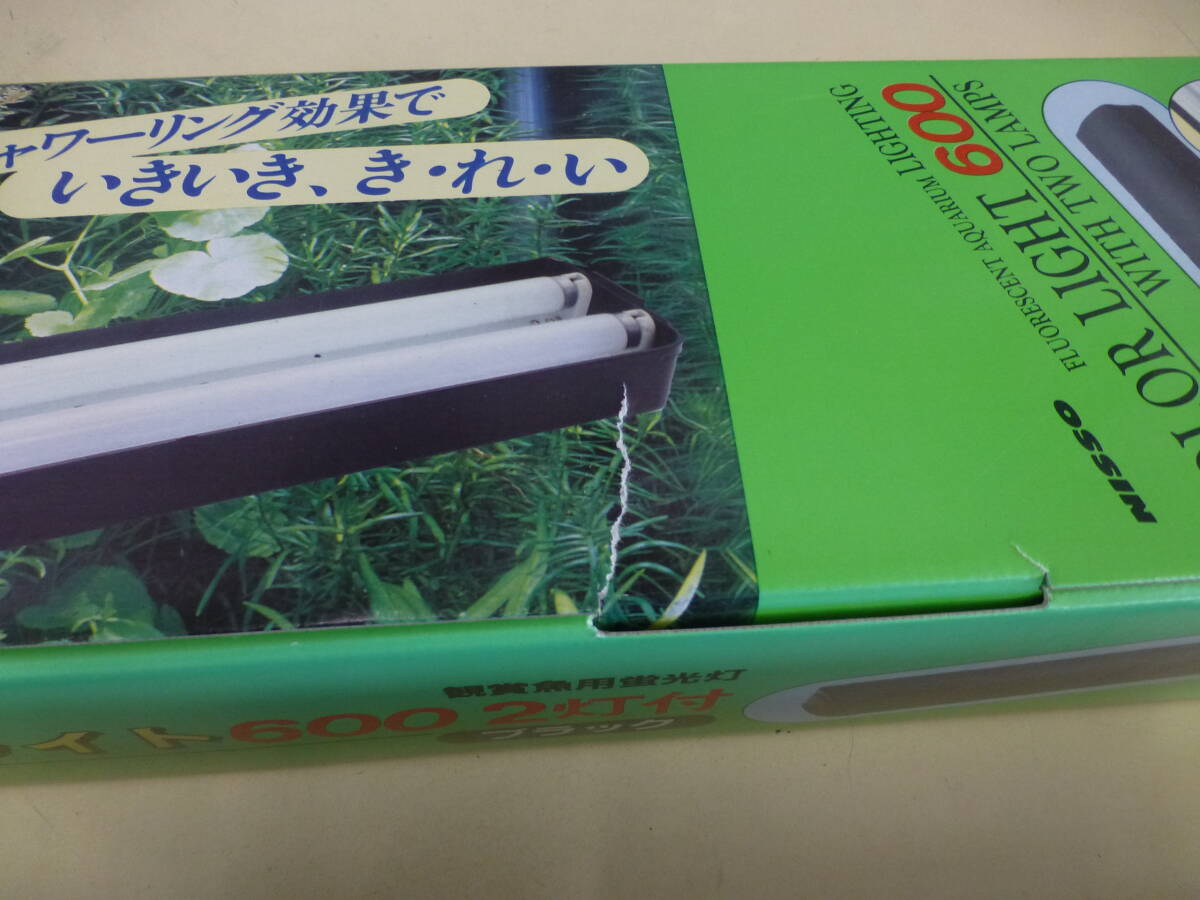 ャワーリング効果で
いきいき、き・れ・い
FLUORESCENT AQUARIUM LIGHTING
OR LIGHT 600
WITH TWO LAMPS
NISSO
観賞魚用蛍光灯
イト600 2灯付
ブラック